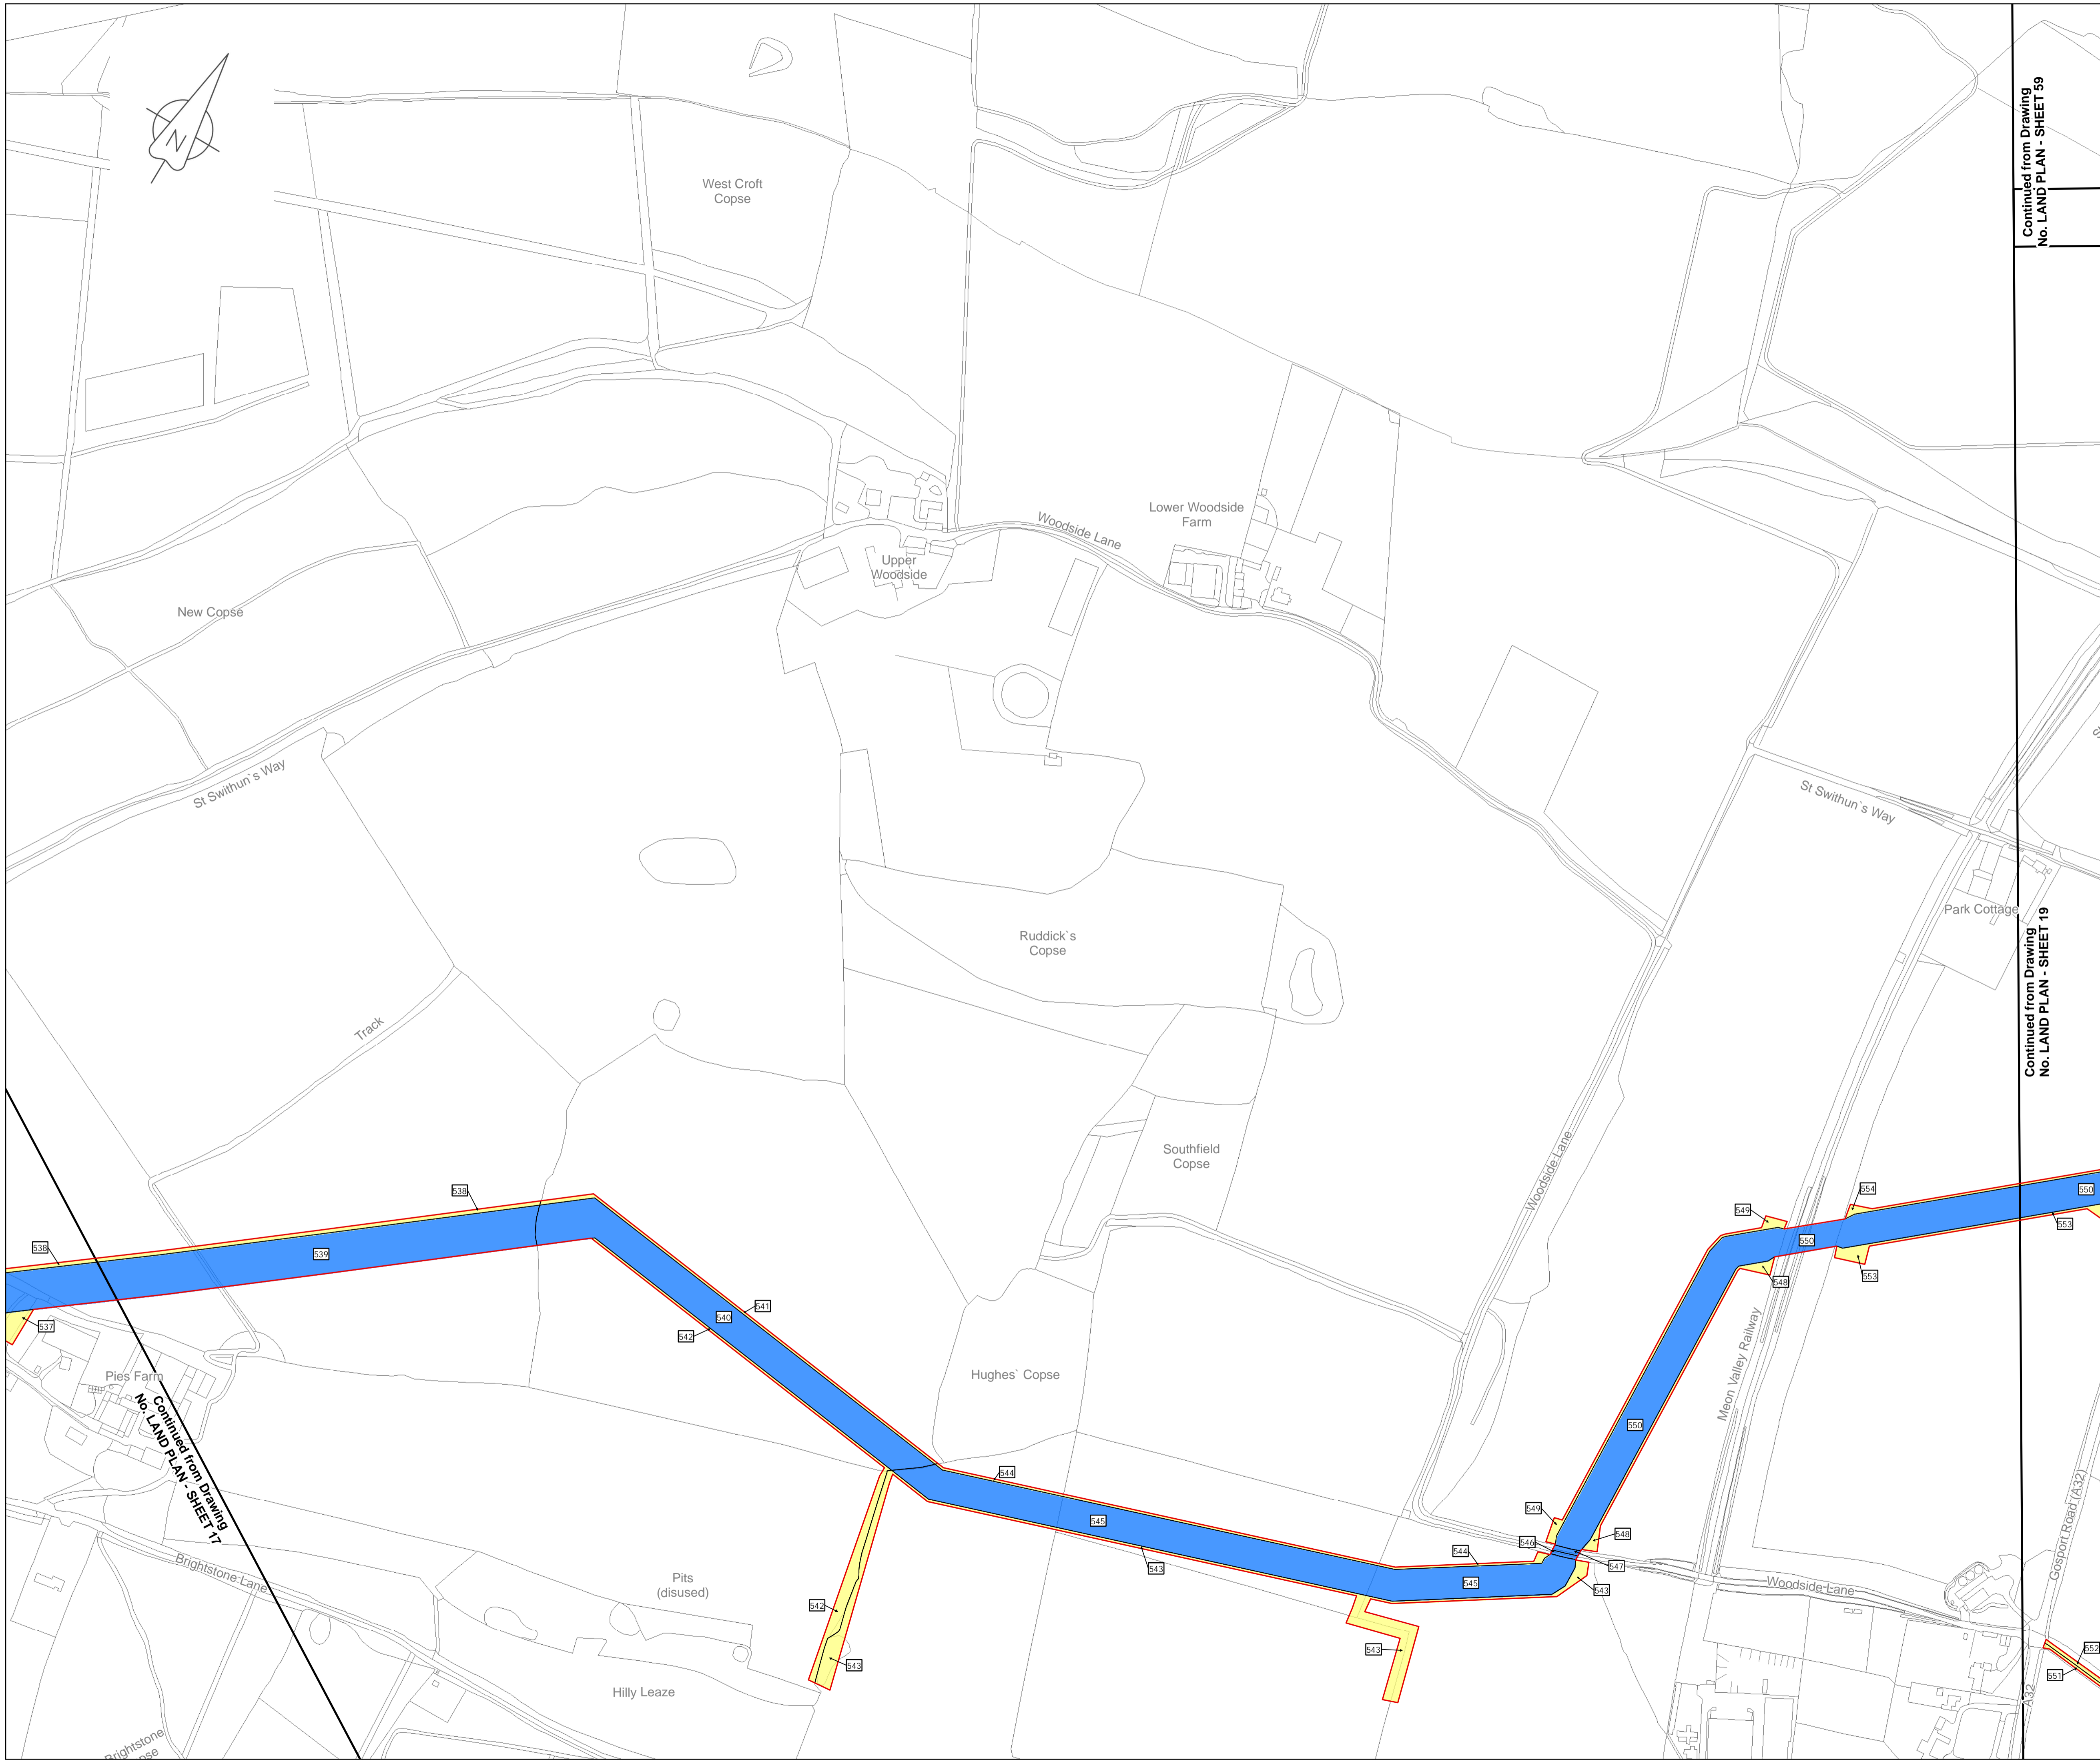 N
Continued from Drawing
No. LAND PLAN - SHEET 59
West Croft
Copse
Woodside Lane
Lower Woodside
Farm
Upper
Woodside
New Copse
St Swithun`s Way
St Swithun`s Way
Park Cottage
Continued from Drawing
No. LAND PLAN - SHEET 19
Ruddick`s
Copse
Track
Southfield
Copse
Woodside Lane
538
554
550
549
553
538
539
550
553
548
537
541
540
542
Meon Valley Railway
Pies Farm
Hughes` Copse
Continued from Drawing
No. LAND PLAN - SHEET 17
550
544
545
549
548
546
544
547
543
545
543
Gosport Road (A32)
Brightstone Lane
Pits
(disused)
Woodside Lane
542
543
543
552
551
Hilly Leaze
A32
Brightstone